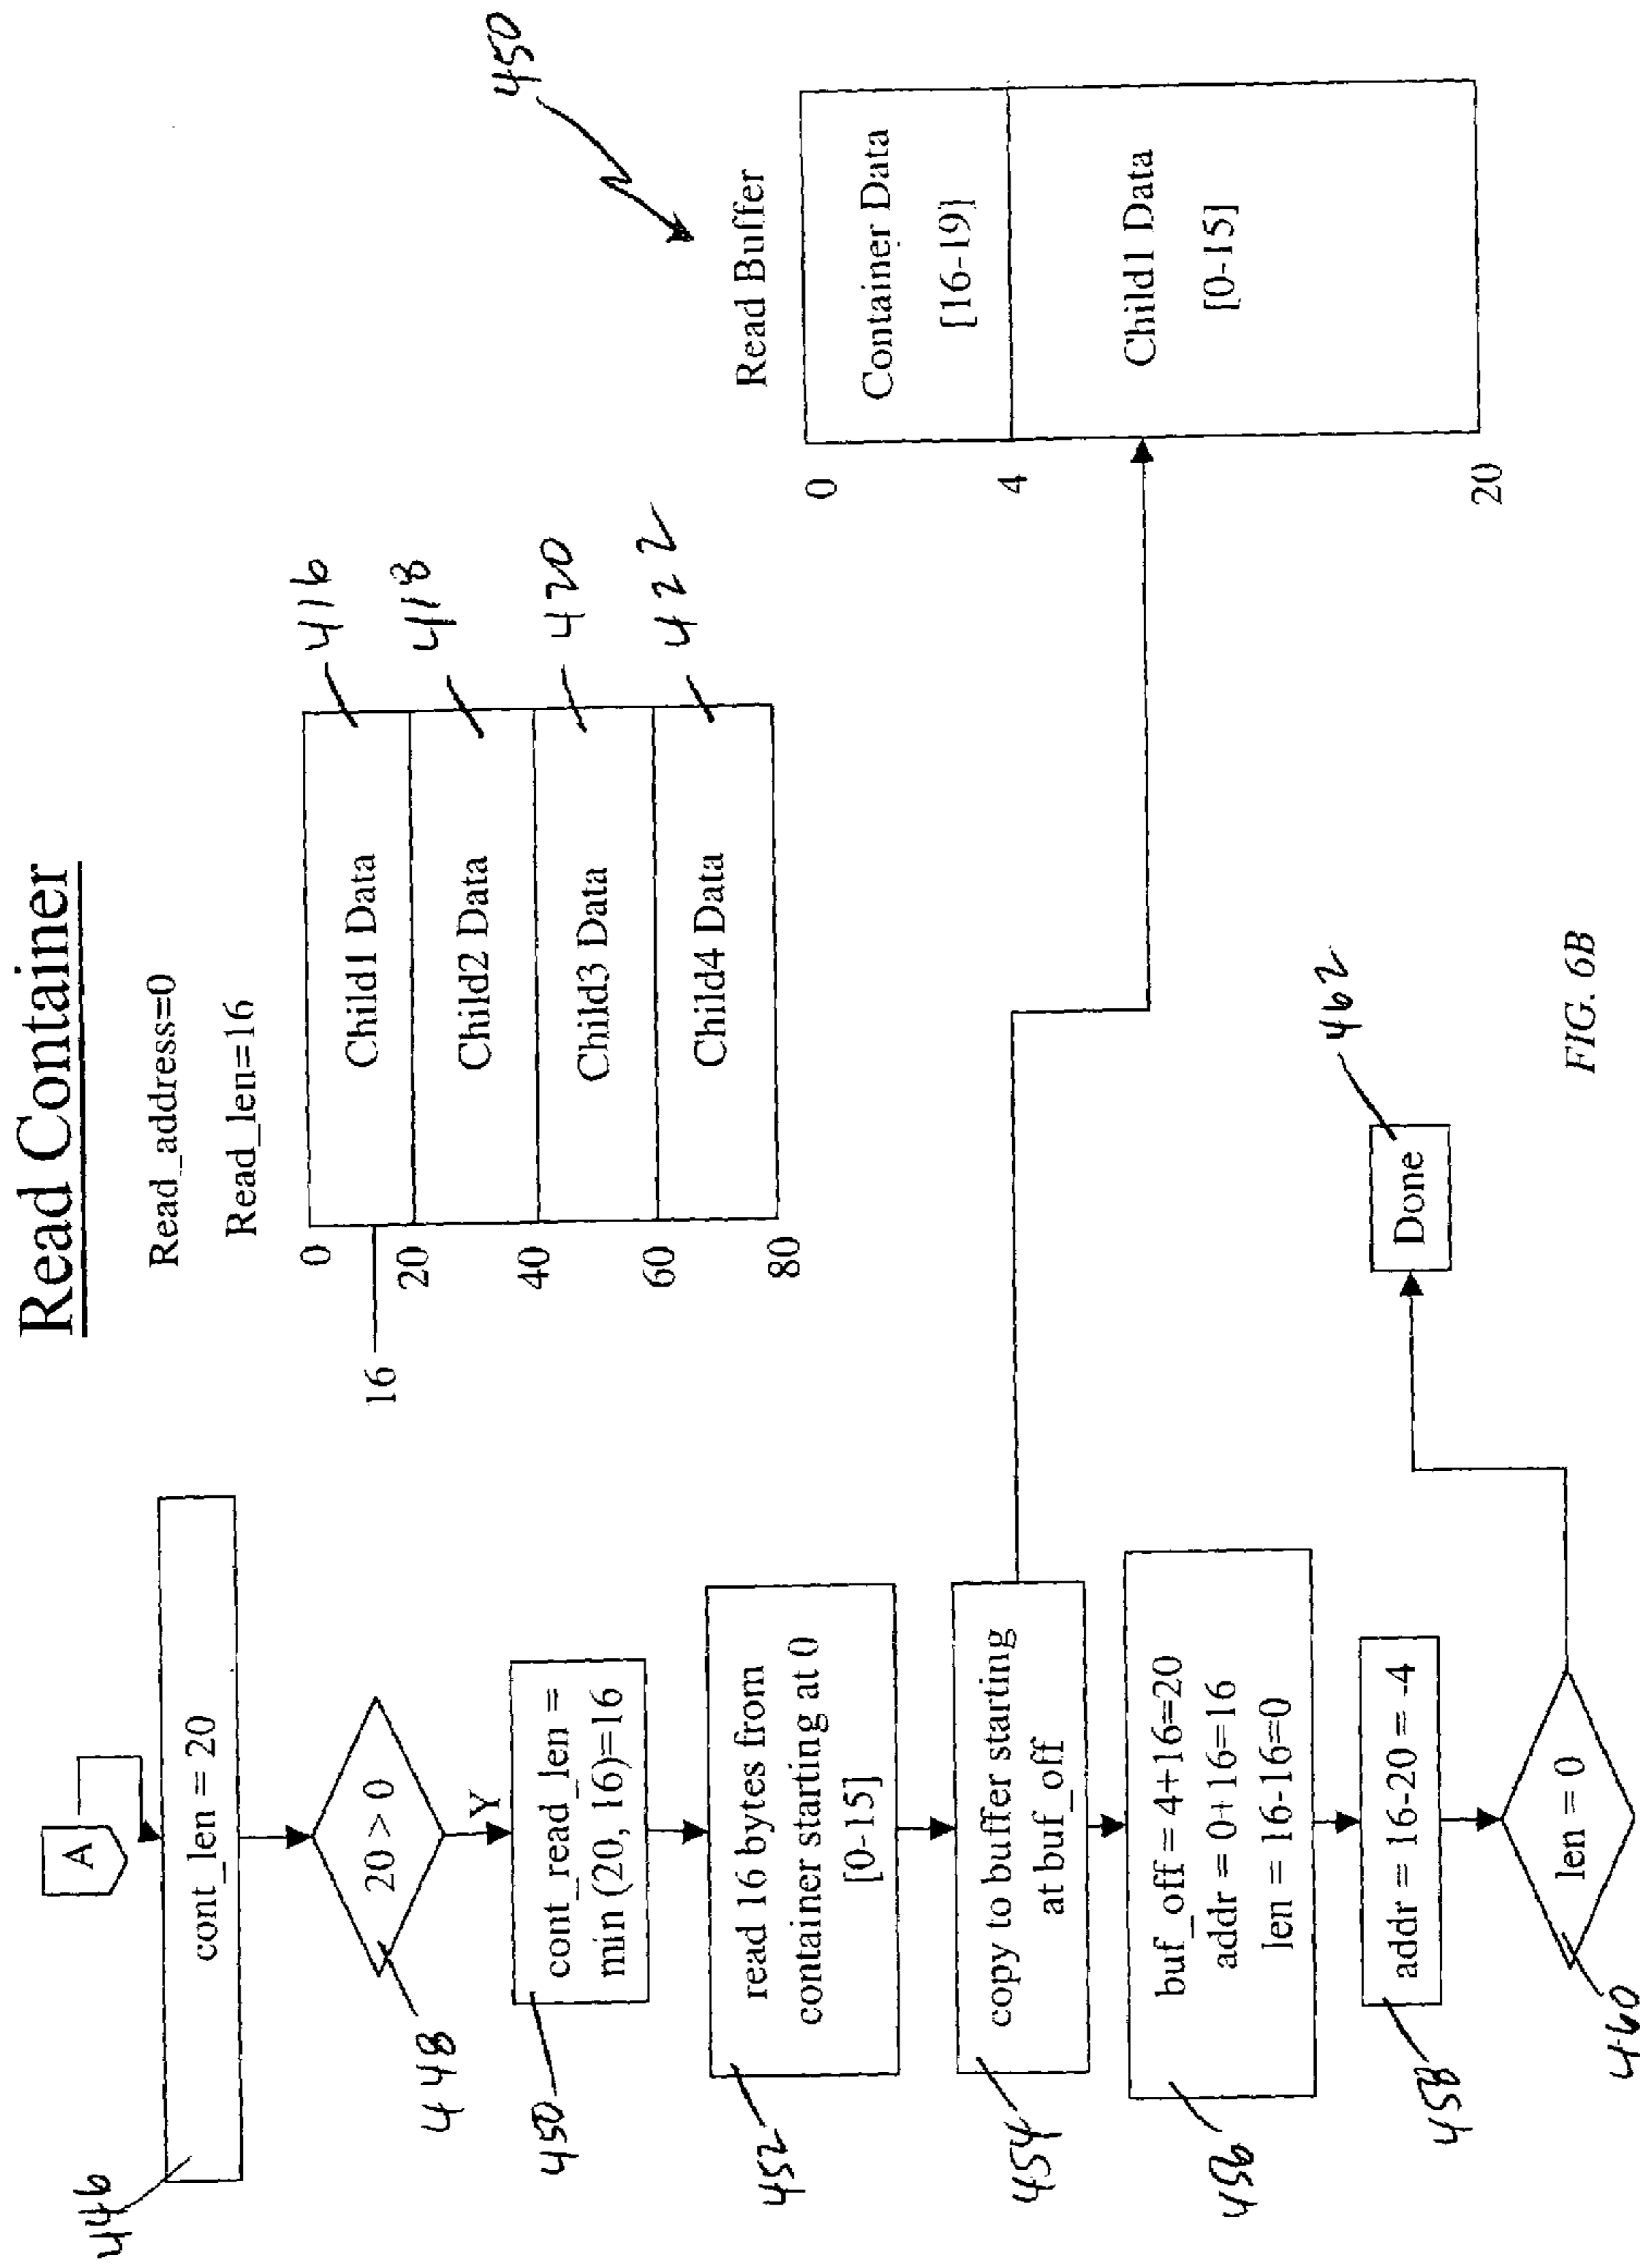 Read Container
Read_address=0
Read_len=16
A
446
cont_len = 20
448
20 > 0
Y
450
cont_read_len =
min (20, 16)=16
452
read 16 bytes from
container starting at 0
[0-15]
454
copy to buffer starting
at buf_off
456
buf_off = 4+16=20
addr = 0+16=16
len = 16-16=0
458
addr = 16-20 = -4
460
len = 0
462
Done
0
16
20
40
60
80
Child1 Data
Child2 Data
Child3 Data
Child4 Data
416
418
420
422
450
Read Buffer
0
4
20
Container Data
[16-19]
Child1 Data
[0-15]
FIG. 6B